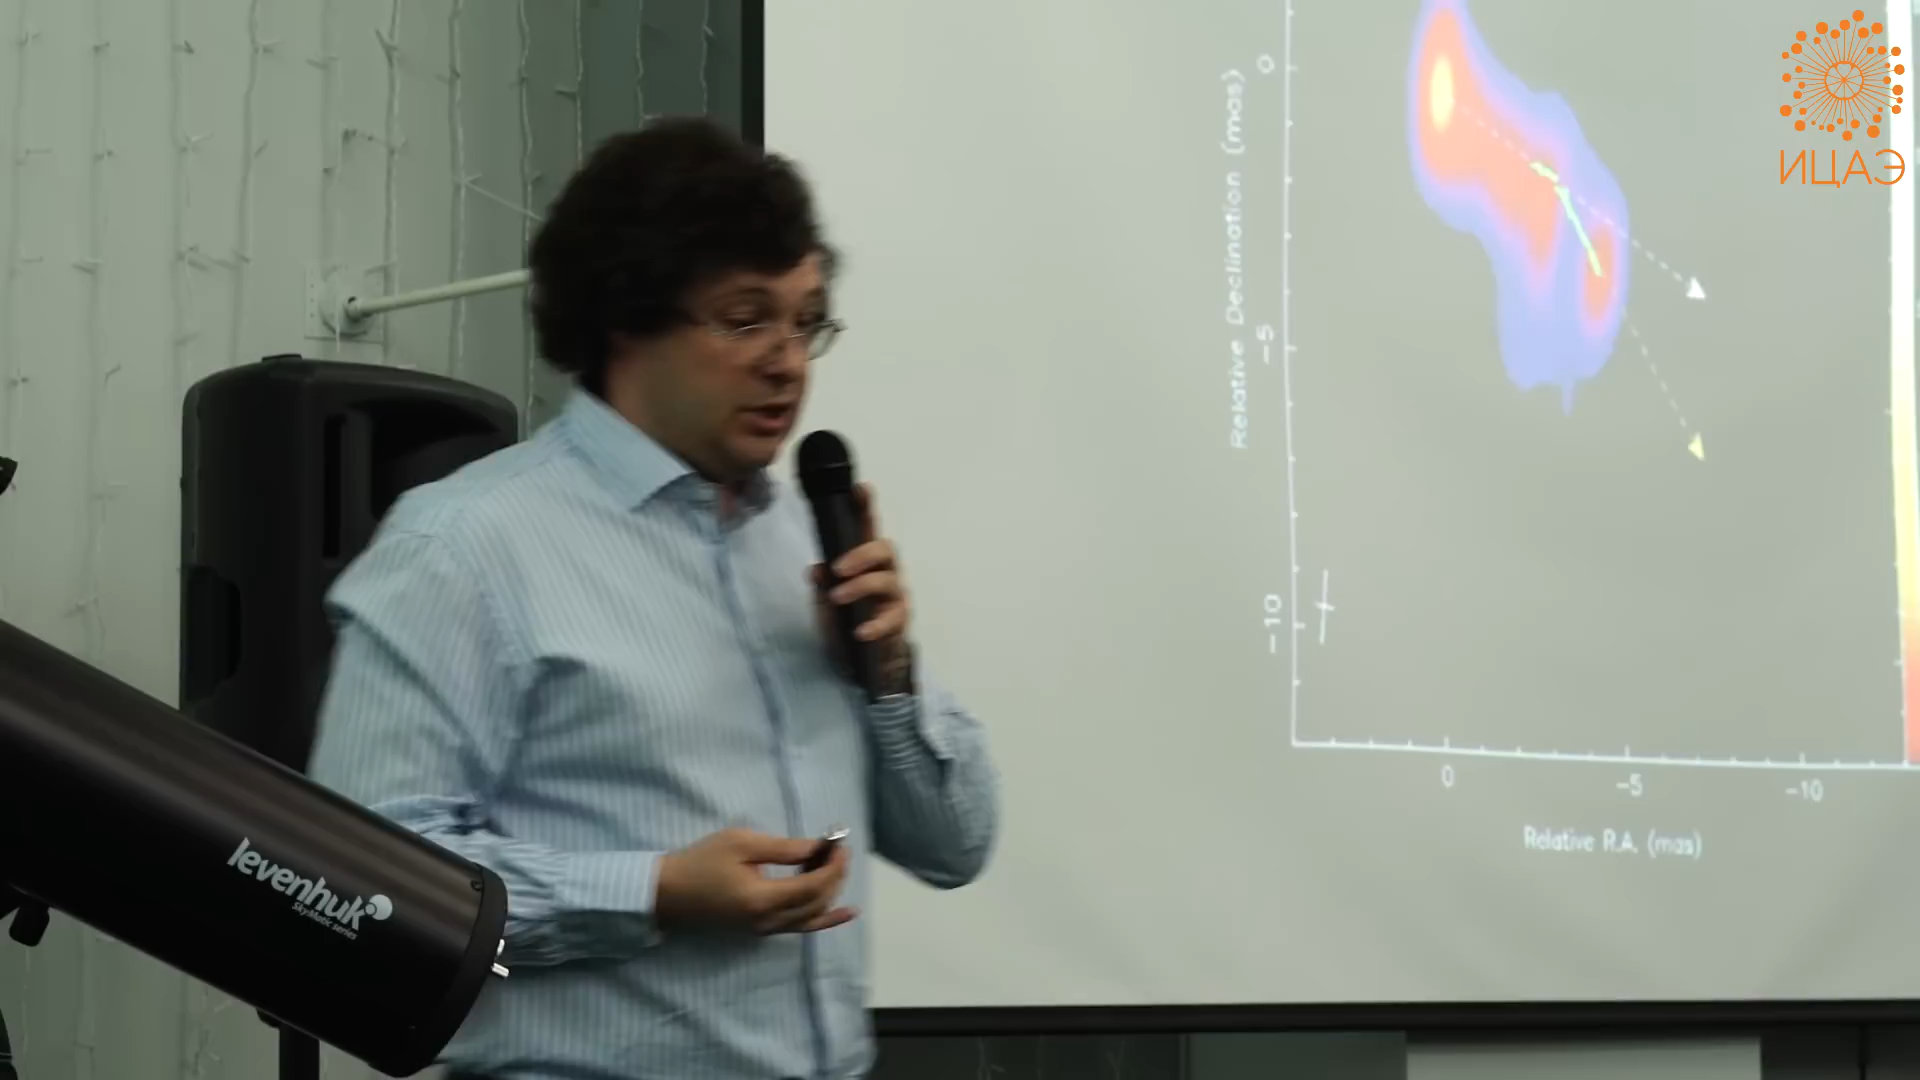 ИЦАЭ
Relative Declination (mas)
0
-5
-10
0
-5
-10
Relative R.A. (mas)
levenhuk
SkyMatic series